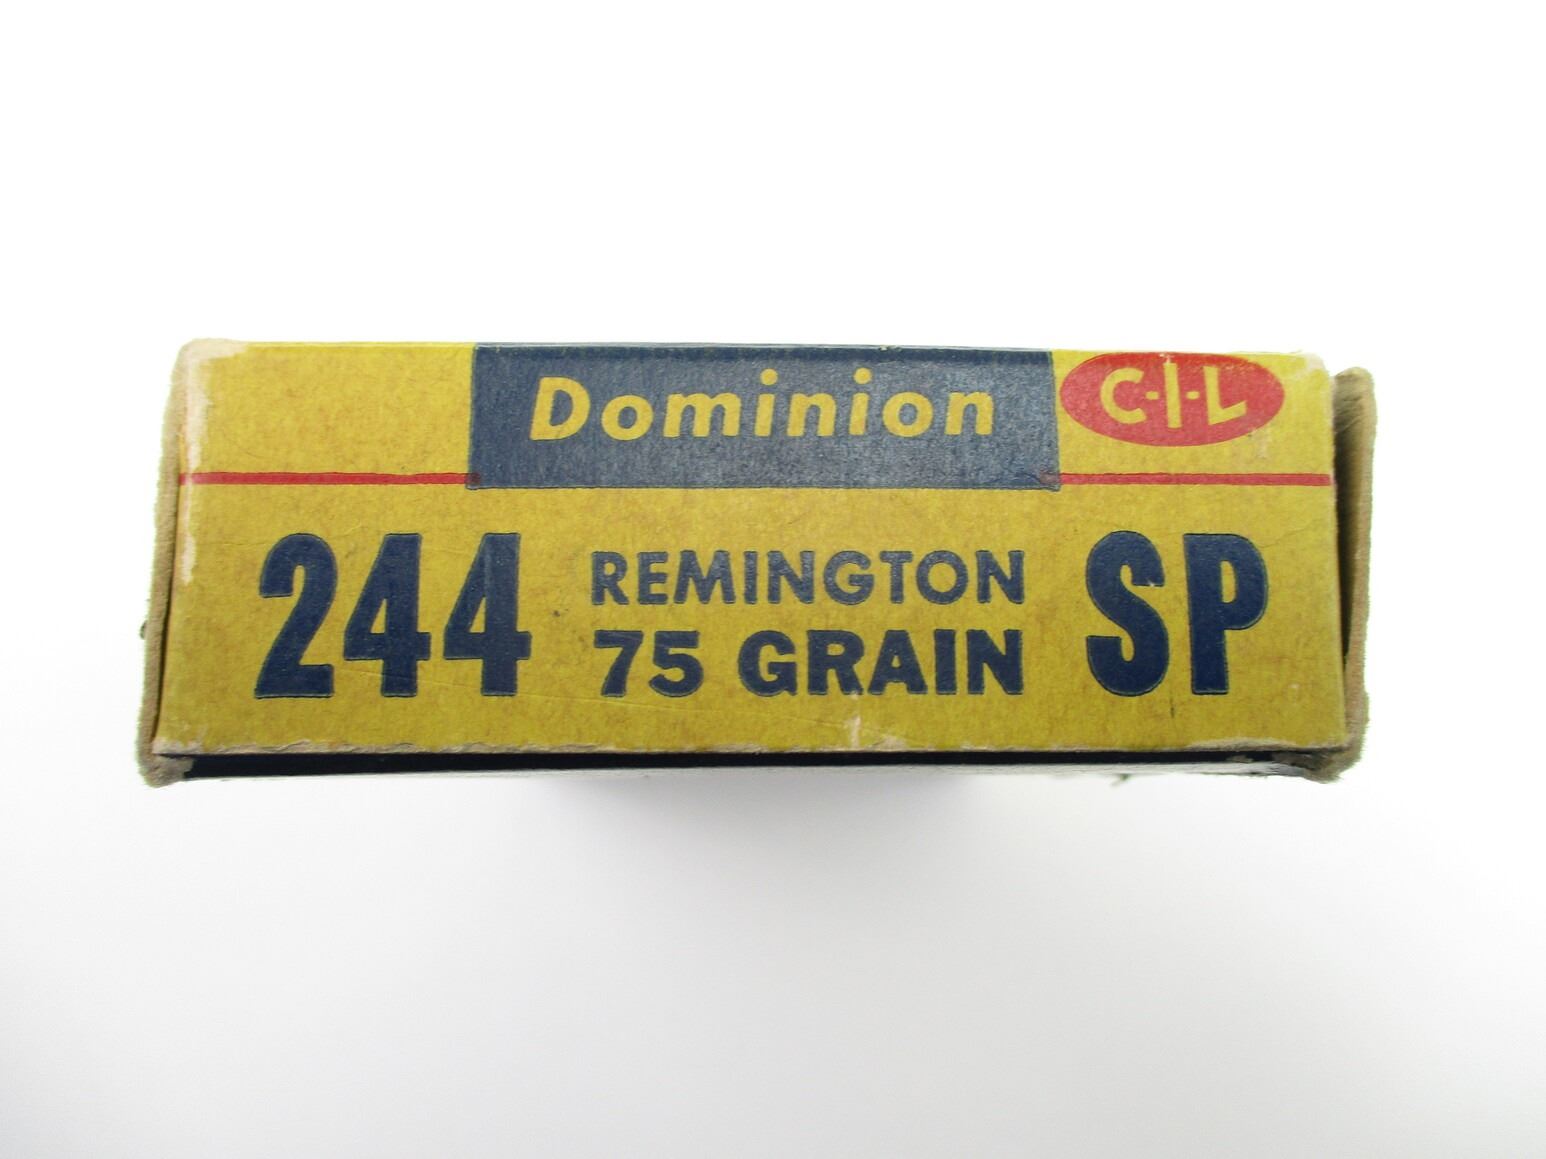 Dominion
C-I-L
244 REMINGTON SP
75 GRAIN